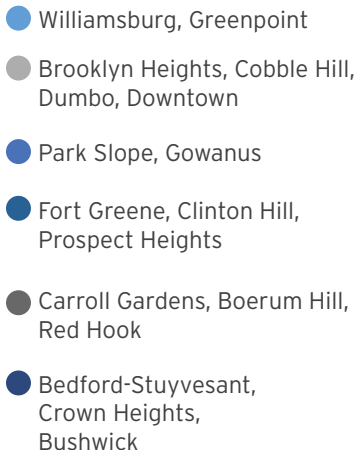 Williamsburg, Greenpoint
Brooklyn Heights, Cobble Hill,
Dumbo, Downtown
Park Slope, Gowanus
Fort Greene, Clinton Hill,
Prospect Heights
Carroll Gardens, Boerum Hill,
Red Hook
Bedford-Stuyvesant,
Crown Heights,
Bushwick